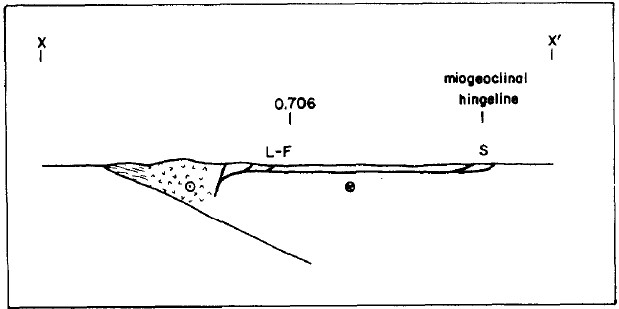 X X'
miogeoclinal
hingeline
0.706
L-F S